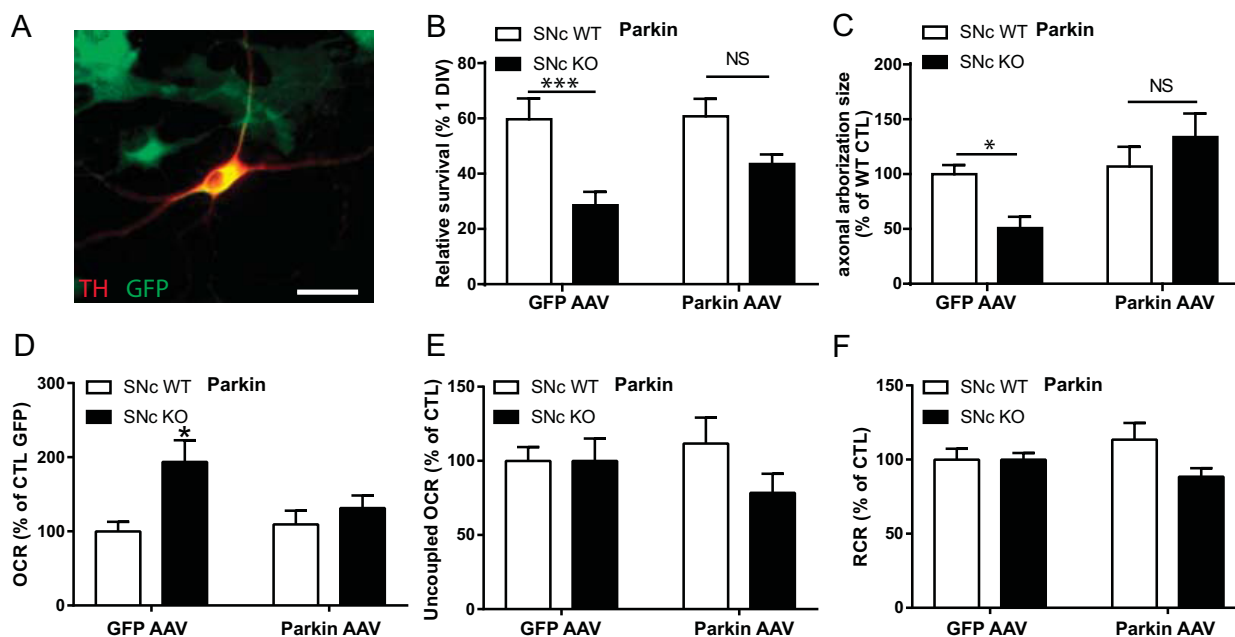 A
TH GFP
B
SNc WT Parkin
SNc KO
Relative survival (% 1 DIV)
80
60
40
20
0
***
NS
GFP AAV
Parkin AAV
C
SNc WT Parkin
SNc KO
axonal arborization size
(% of WT CTL)
200
150
100
50
0
*
NS
GFP AAV
Parkin AAV
D
SNc WT Parkin
SNc KO
OCR (% of CTL GFP)
300
200
100
0
*
GFP AAV
Parkin AAV
E
SNc WT Parkin
SNc KO
Uncoupled OCR (% of CTL)
150
100
50
0
GFP AAV
Parkin AAV
F
SNc WT Parkin
SNc KO
RCR (% of CTL)
150
100
50
0
GFP AAV
Parkin AAV